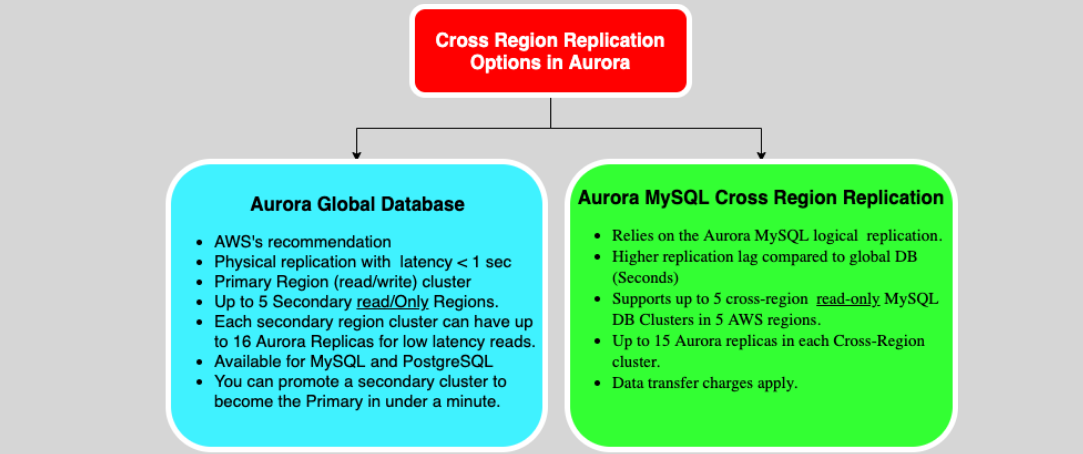 Cross Region Replication
Options in Aurora
Aurora Global Database
• AWS's recommendation
• Physical replication with latency < 1 sec
• Primary Region (read/write) cluster
• Up to 5 Secondary read/Only Regions.
• Each secondary region cluster can have up
to 16 Aurora Replicas for low latency reads.
• Available for MySQL and PostgreSQL
• You can promote a secondary cluster to
become the Primary in under a minute.
Aurora MySQL Cross Region Replication
• Relies on the Aurora MySQL logical replication.
• Higher replication lag compared to global DB
(Seconds)
• Supports up to 5 cross-region read-only MySQL
DB Clusters in 5 AWS regions.
• Up to 15 Aurora replicas in each Cross-Region
cluster.
• Data transfer charges apply.